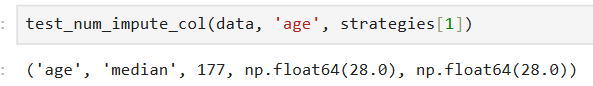 : test_num_impute_col(data, 'age', strategies[1])
: ('age', 'median', 177, np.float64(28.0), np.float64(28.0))